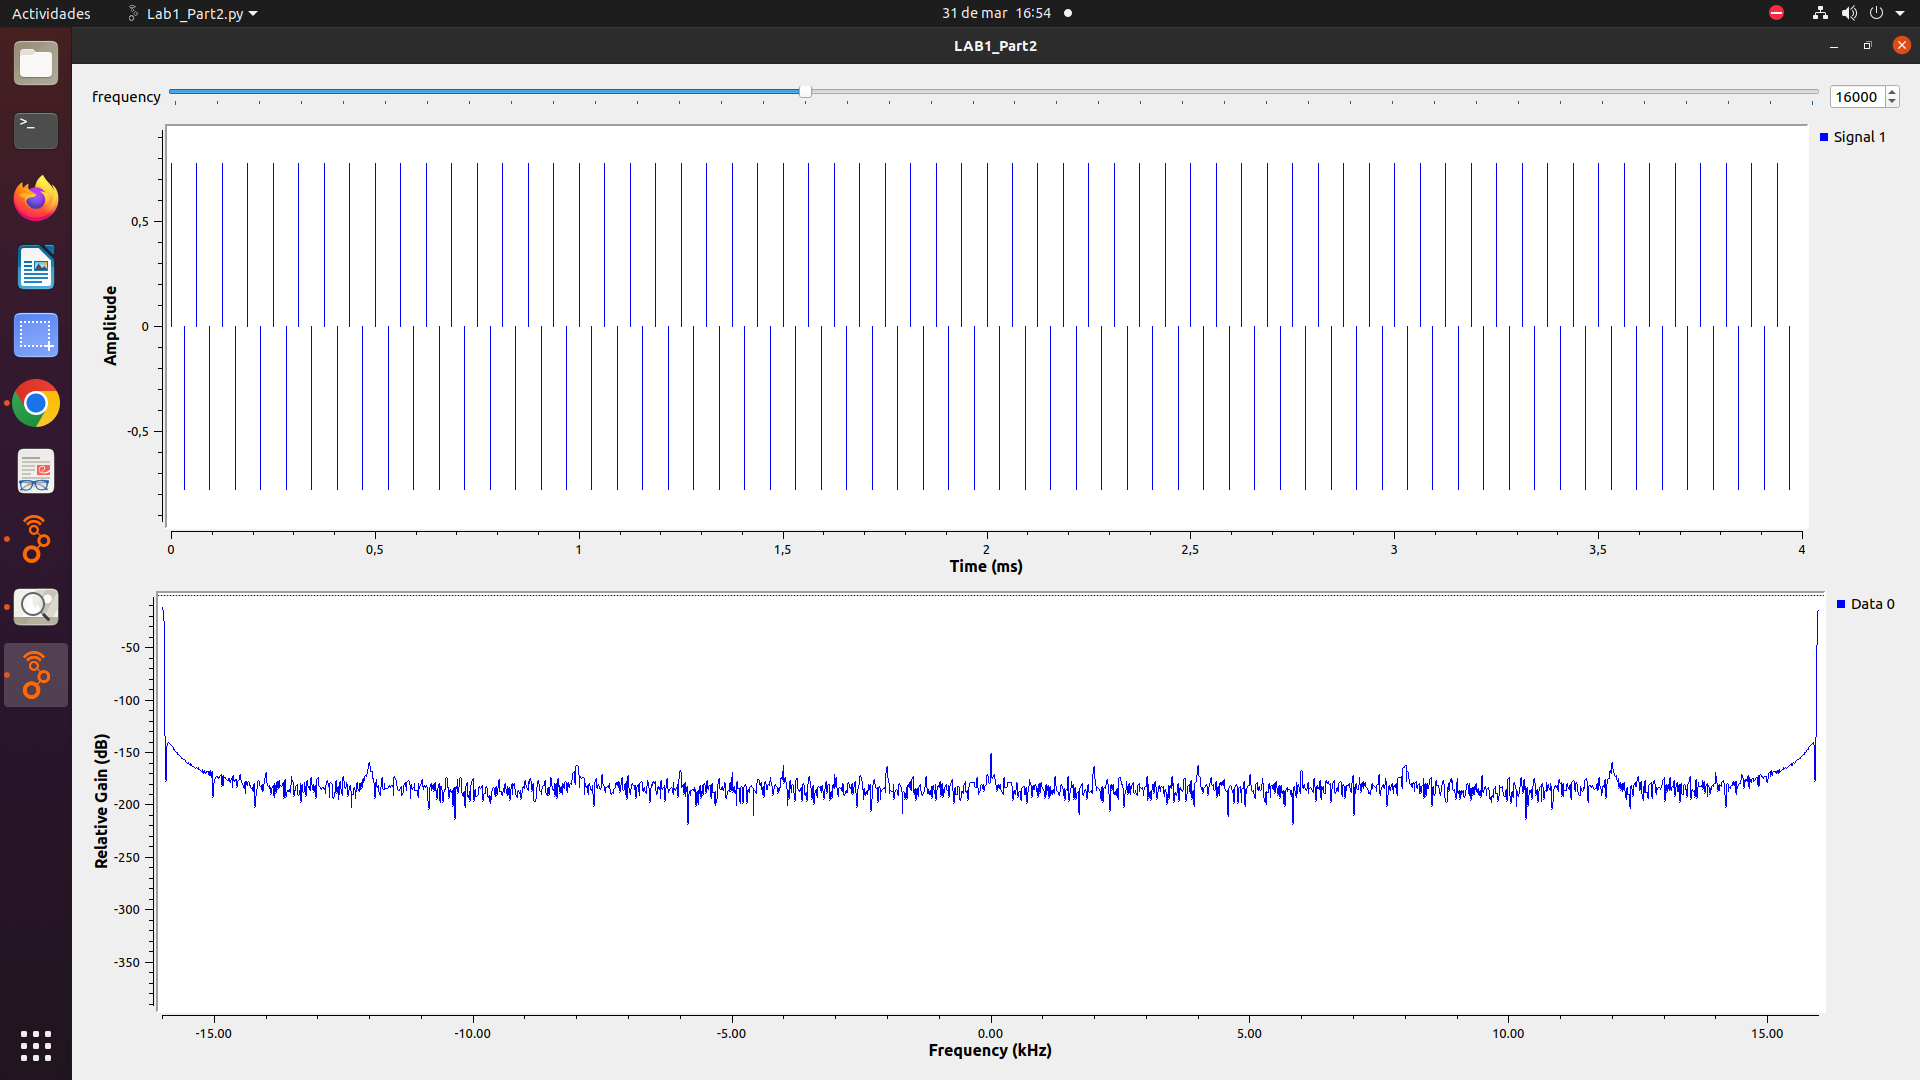 Actividades
Lab1_Part2.py
31 de mar 16:54
LAB1_Part2
frequency
16000
Signal 1
0,5
0
-0,5
Amplitude
0
0,5
1
1,5
2
2,5
3
3,5
4
Time (ms)
Data 0
-50
-100
-150
-200
-250
-300
-350
Relative Gain (dB)
-15.00
-10.00
-5.00
0.00
5.00
10.00
15.00
Frequency (kHz)